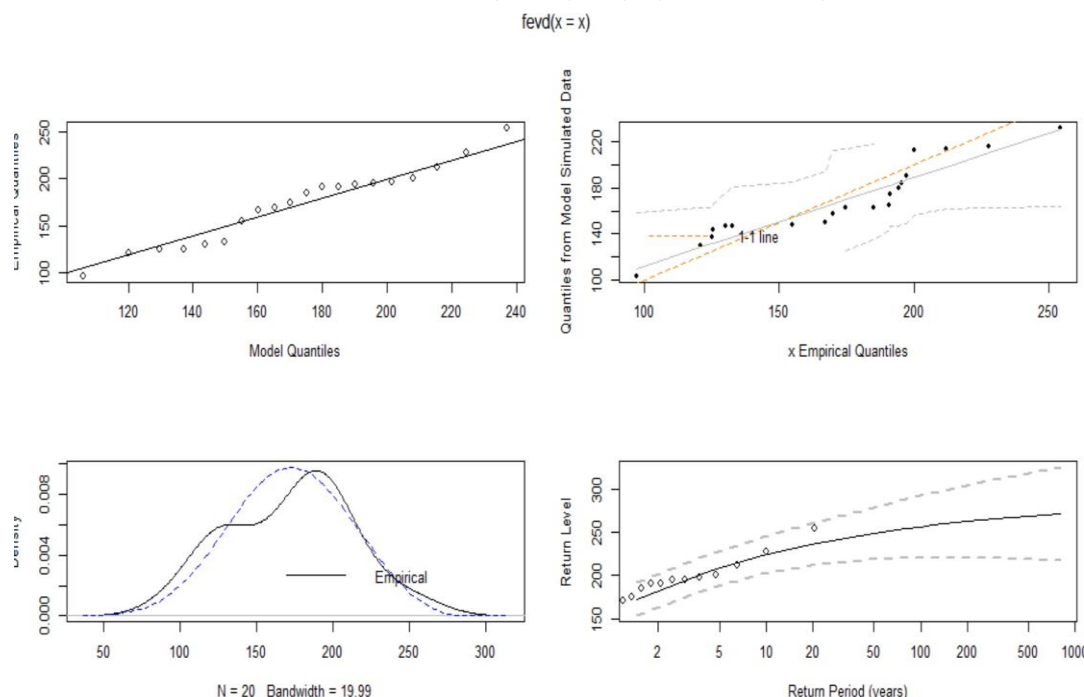 fevd(x = x)
Empirical Quantiles
250
200
150
100
120 140 160 180 200 220 240
Model Quantiles
Quantiles from Model Simulated Data
220
180
140
100
1-1 line
100 150 200 250
x Empirical Quantiles
Density
0.008
0.004
0.000
Empirical
50 100 150 200 250 300
N = 20 Bandwidth = 19.99
Return Level
300
250
200
150
2 5 10 20 50 100 200 500 1000
Return Period (years)